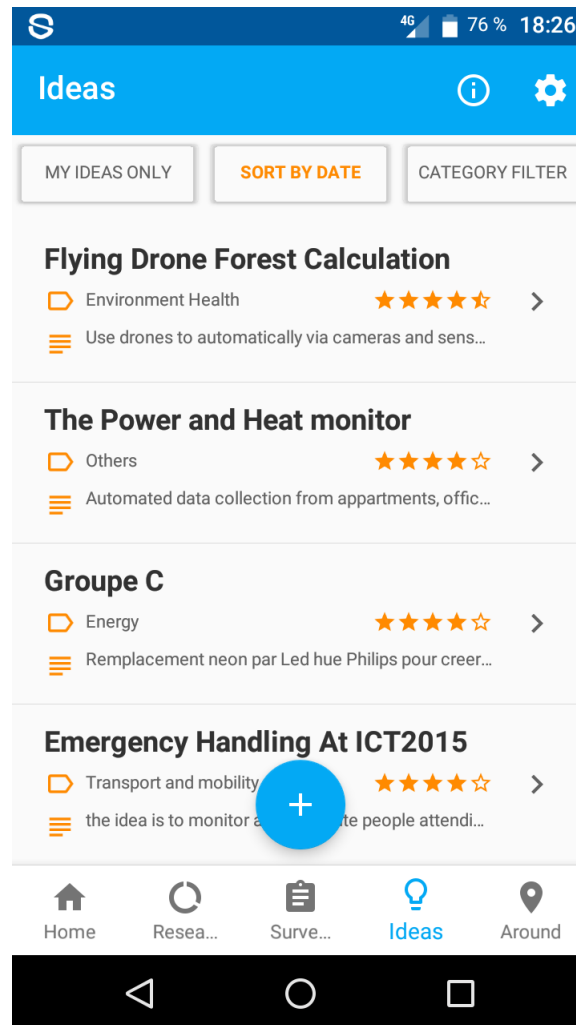 4G 76 % 18:26
Ideas
MY IDEAS ONLY SORT BY DATE CATEGORY FILTER
Flying Drone Forest Calculation
Environment Health
Use drones to automatically via cameras and sens...
The Power and Heat monitor
Others
Automated data collection from appartments, offic...
Groupe C
Energy
Remplacement neon par Led hue Philips pour creer...
Emergency Handling At ICT2015
Transport and mobility
the idea is to monitor people attendi...
Home Resea... Surve... Ideas Around